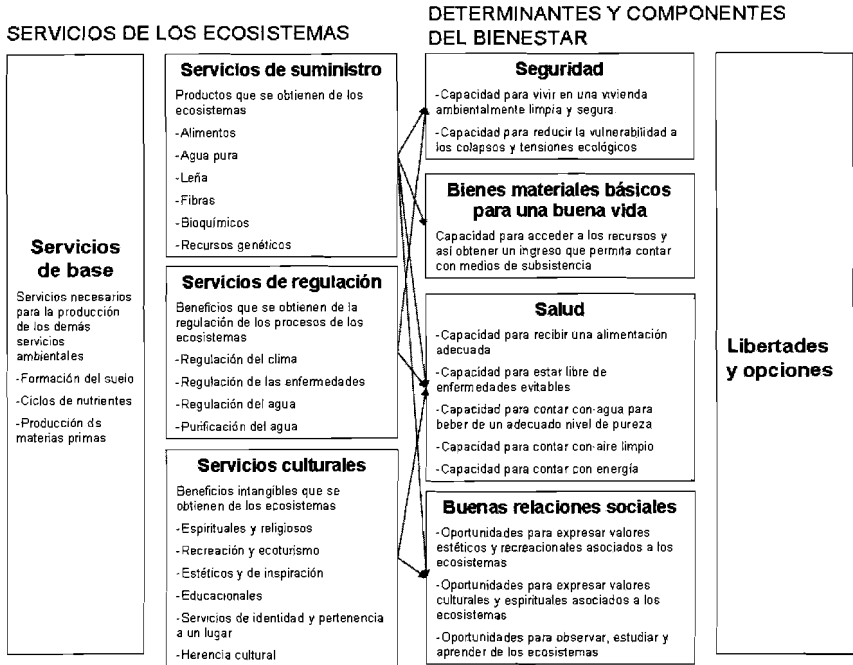 SERVICIOS DE LOS ECOSISTEMAS
DETERMINANTES Y COMPONENTES
DEL BIENESTAR
Servicios
de base
Servicios necesarios
para la producción
de los demás
servicios
ambientales
-Formación del suelo
-Ciclos de nutrientes
-Producción ds
materias primas
Servicios de suministro
Productos que se obtienen de los
ecosistemas
-Alimentos
-Agua pura
-Leña
-Fibras
-Bioquímicos
-Recursos genéticos
Servicios de regulación
Beneficios que se obtienen de la
regulación de los procesos de los
ecosistemas
-Regulación del clima
-Regulación de las enfermedades
-Regulación del agua
-Purificación del agua
Servicios culturales
Beneficios intangibles que se
obtienen de los ecosistemas
-Espirituales y religiosos
-Recreación y ecoturismo
-Estéticos y de inspiración
-Educacionales
-Servicios de identidad y pertenencia
a un lugar
-Herencia cultural
Seguridad
-Capacidad para vivir en una vivienda
ambientalmente limpia y segura
-Capacidad para reducir la vulnerabilidad a
los colapsos y tensiones ecológicos
Bienes materiales básicos
para una buena vida
Capacidad para acceder a los recursos y
así obtener un ingreso que permita contar
con medios de subsistencia
Salud
-Capacidad para recibir una alimentación
adecuada
-Capacidad para estar libre de
enfermedades evitables
-Capacidad para contar con agua para
beber de un adecuado nivel de pureza
-Capacidad para contar con aire limpio
-Capacidad para contar con energía
Buenas relaciones sociales
-Oportunidades para expresar valores
estéticos y recreacionales asociados a los
ecosistemas
-Oportunidades para expresar valores
culturales y espirituales asociados a los
ecosistemas
-Oportunidades para observar, estudiar y
aprender de los ecosistemas
Libertades
y opciones